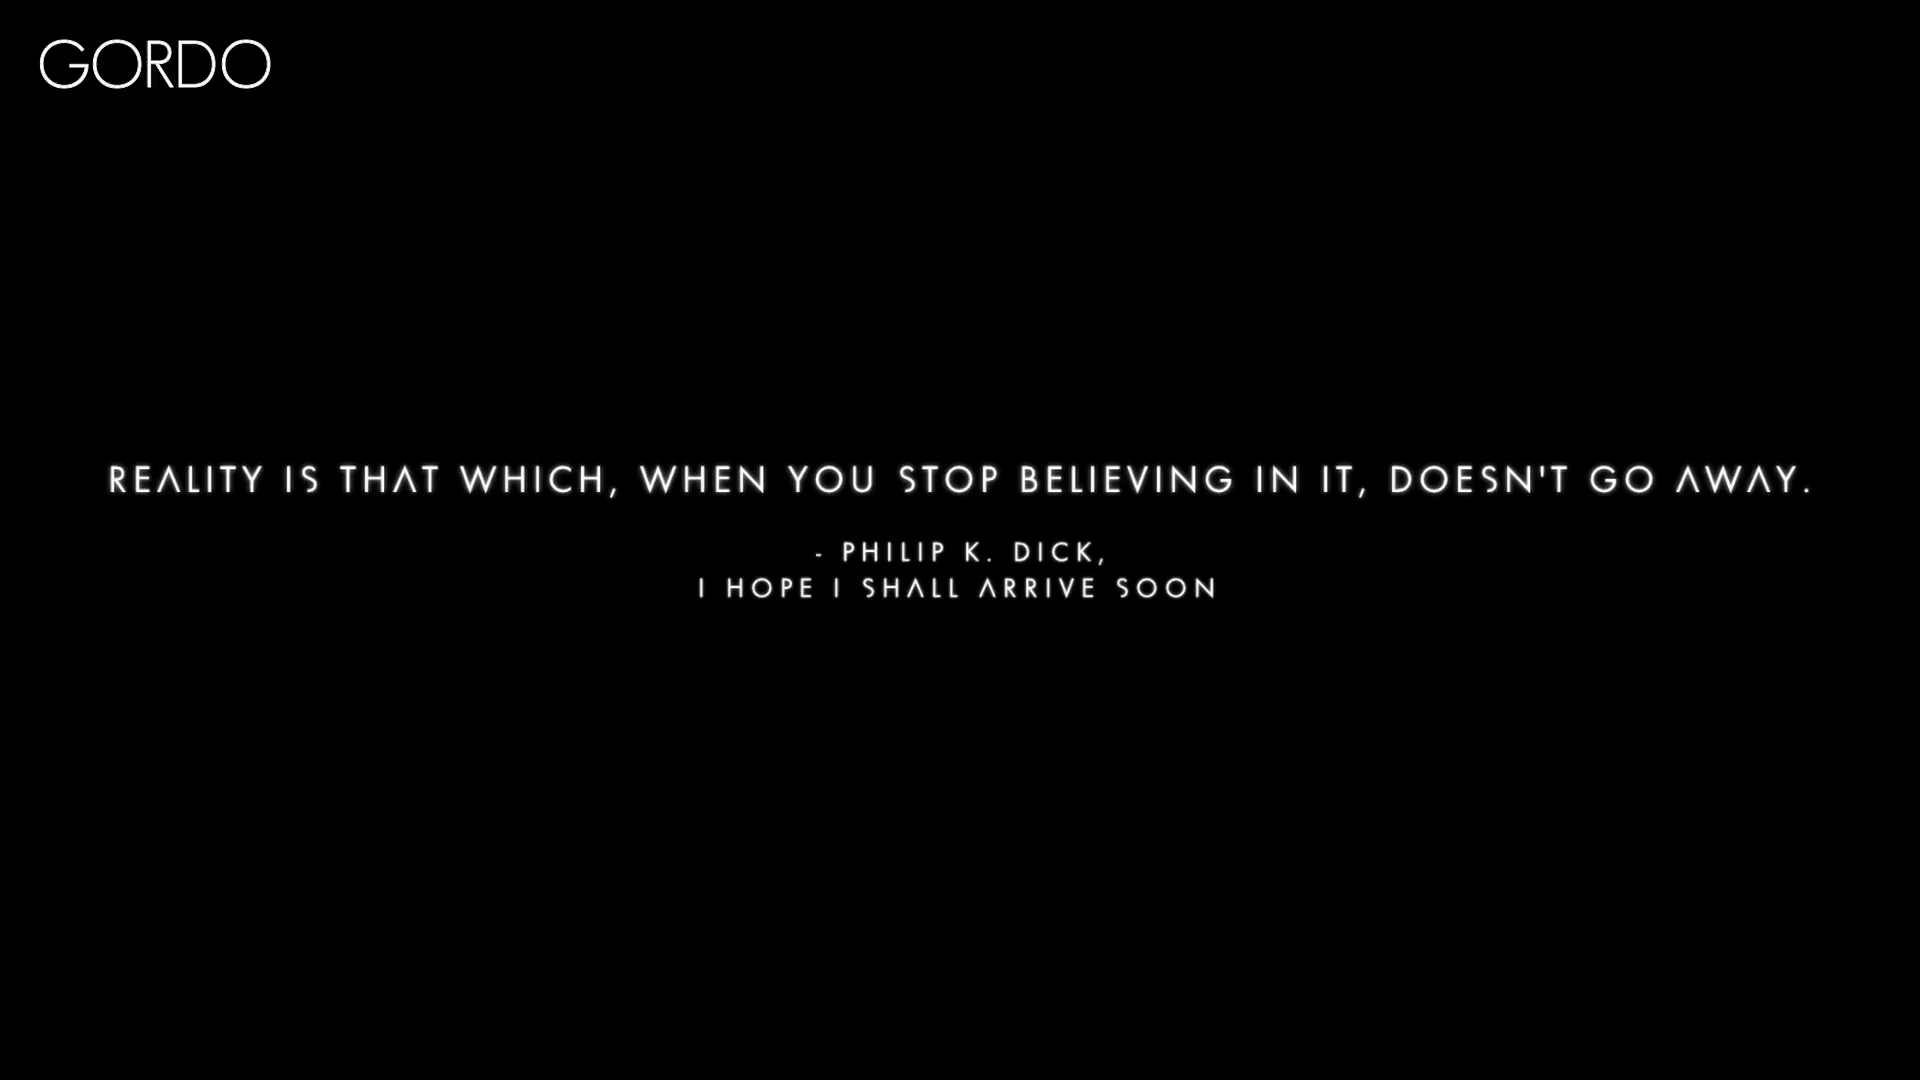 GORDO
REALITY IS THAT WHICH, WHEN YOU STOP BELIEVING IN IT, DOESN'T GO AWAY.
- PHILIP K. DICK,
I HOPE I SHALL ARRIVE SOON